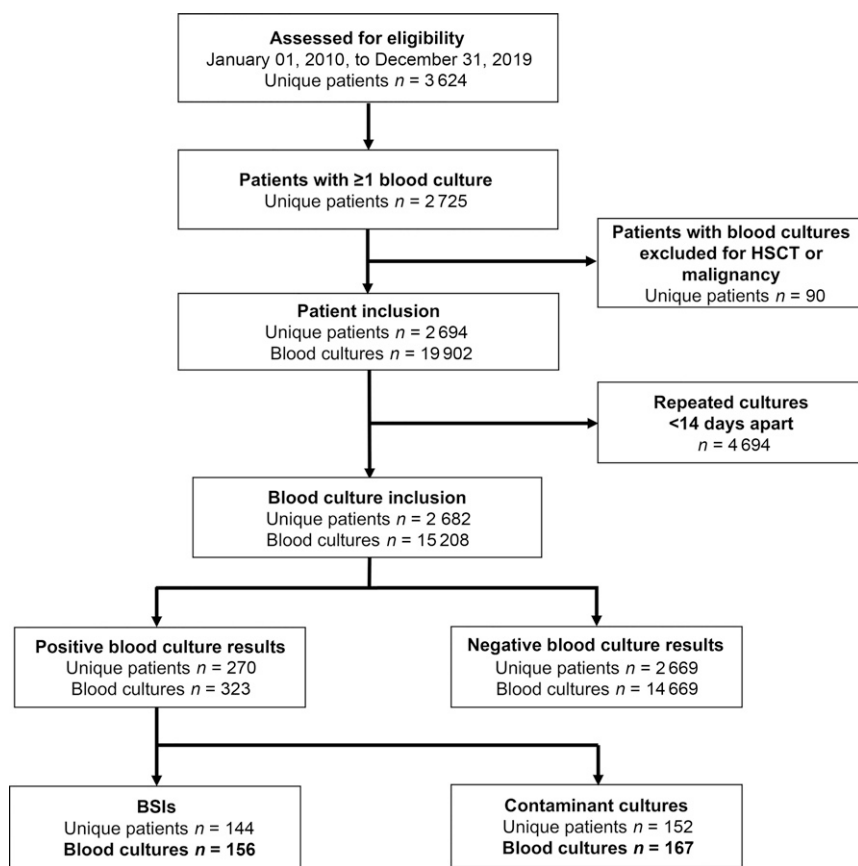 Assessed for eligibility
January 01, 2010, to December 31, 2019
Unique patients n = 3 624
Patients with ≥1 blood culture
Unique patients n = 2 725
Patients with blood cultures
excluded for HSCT or
malignancy
Unique patients n = 90
Patient inclusion
Unique patients n = 2 694
Blood cultures n = 19 902
Repeated cultures
<14 days apart
n = 4 694
Blood culture inclusion
Unique patients n = 2 682
Blood cultures n = 15 208
Positive blood culture results
Unique patients n = 270
Blood cultures n = 323
Negative blood culture results
Unique patients n = 2 669
Blood cultures n = 14 669
BSIs
Unique patients n = 144
Blood cultures n = 156
Contaminant cultures
Unique patients n = 152
Blood cultures n = 167